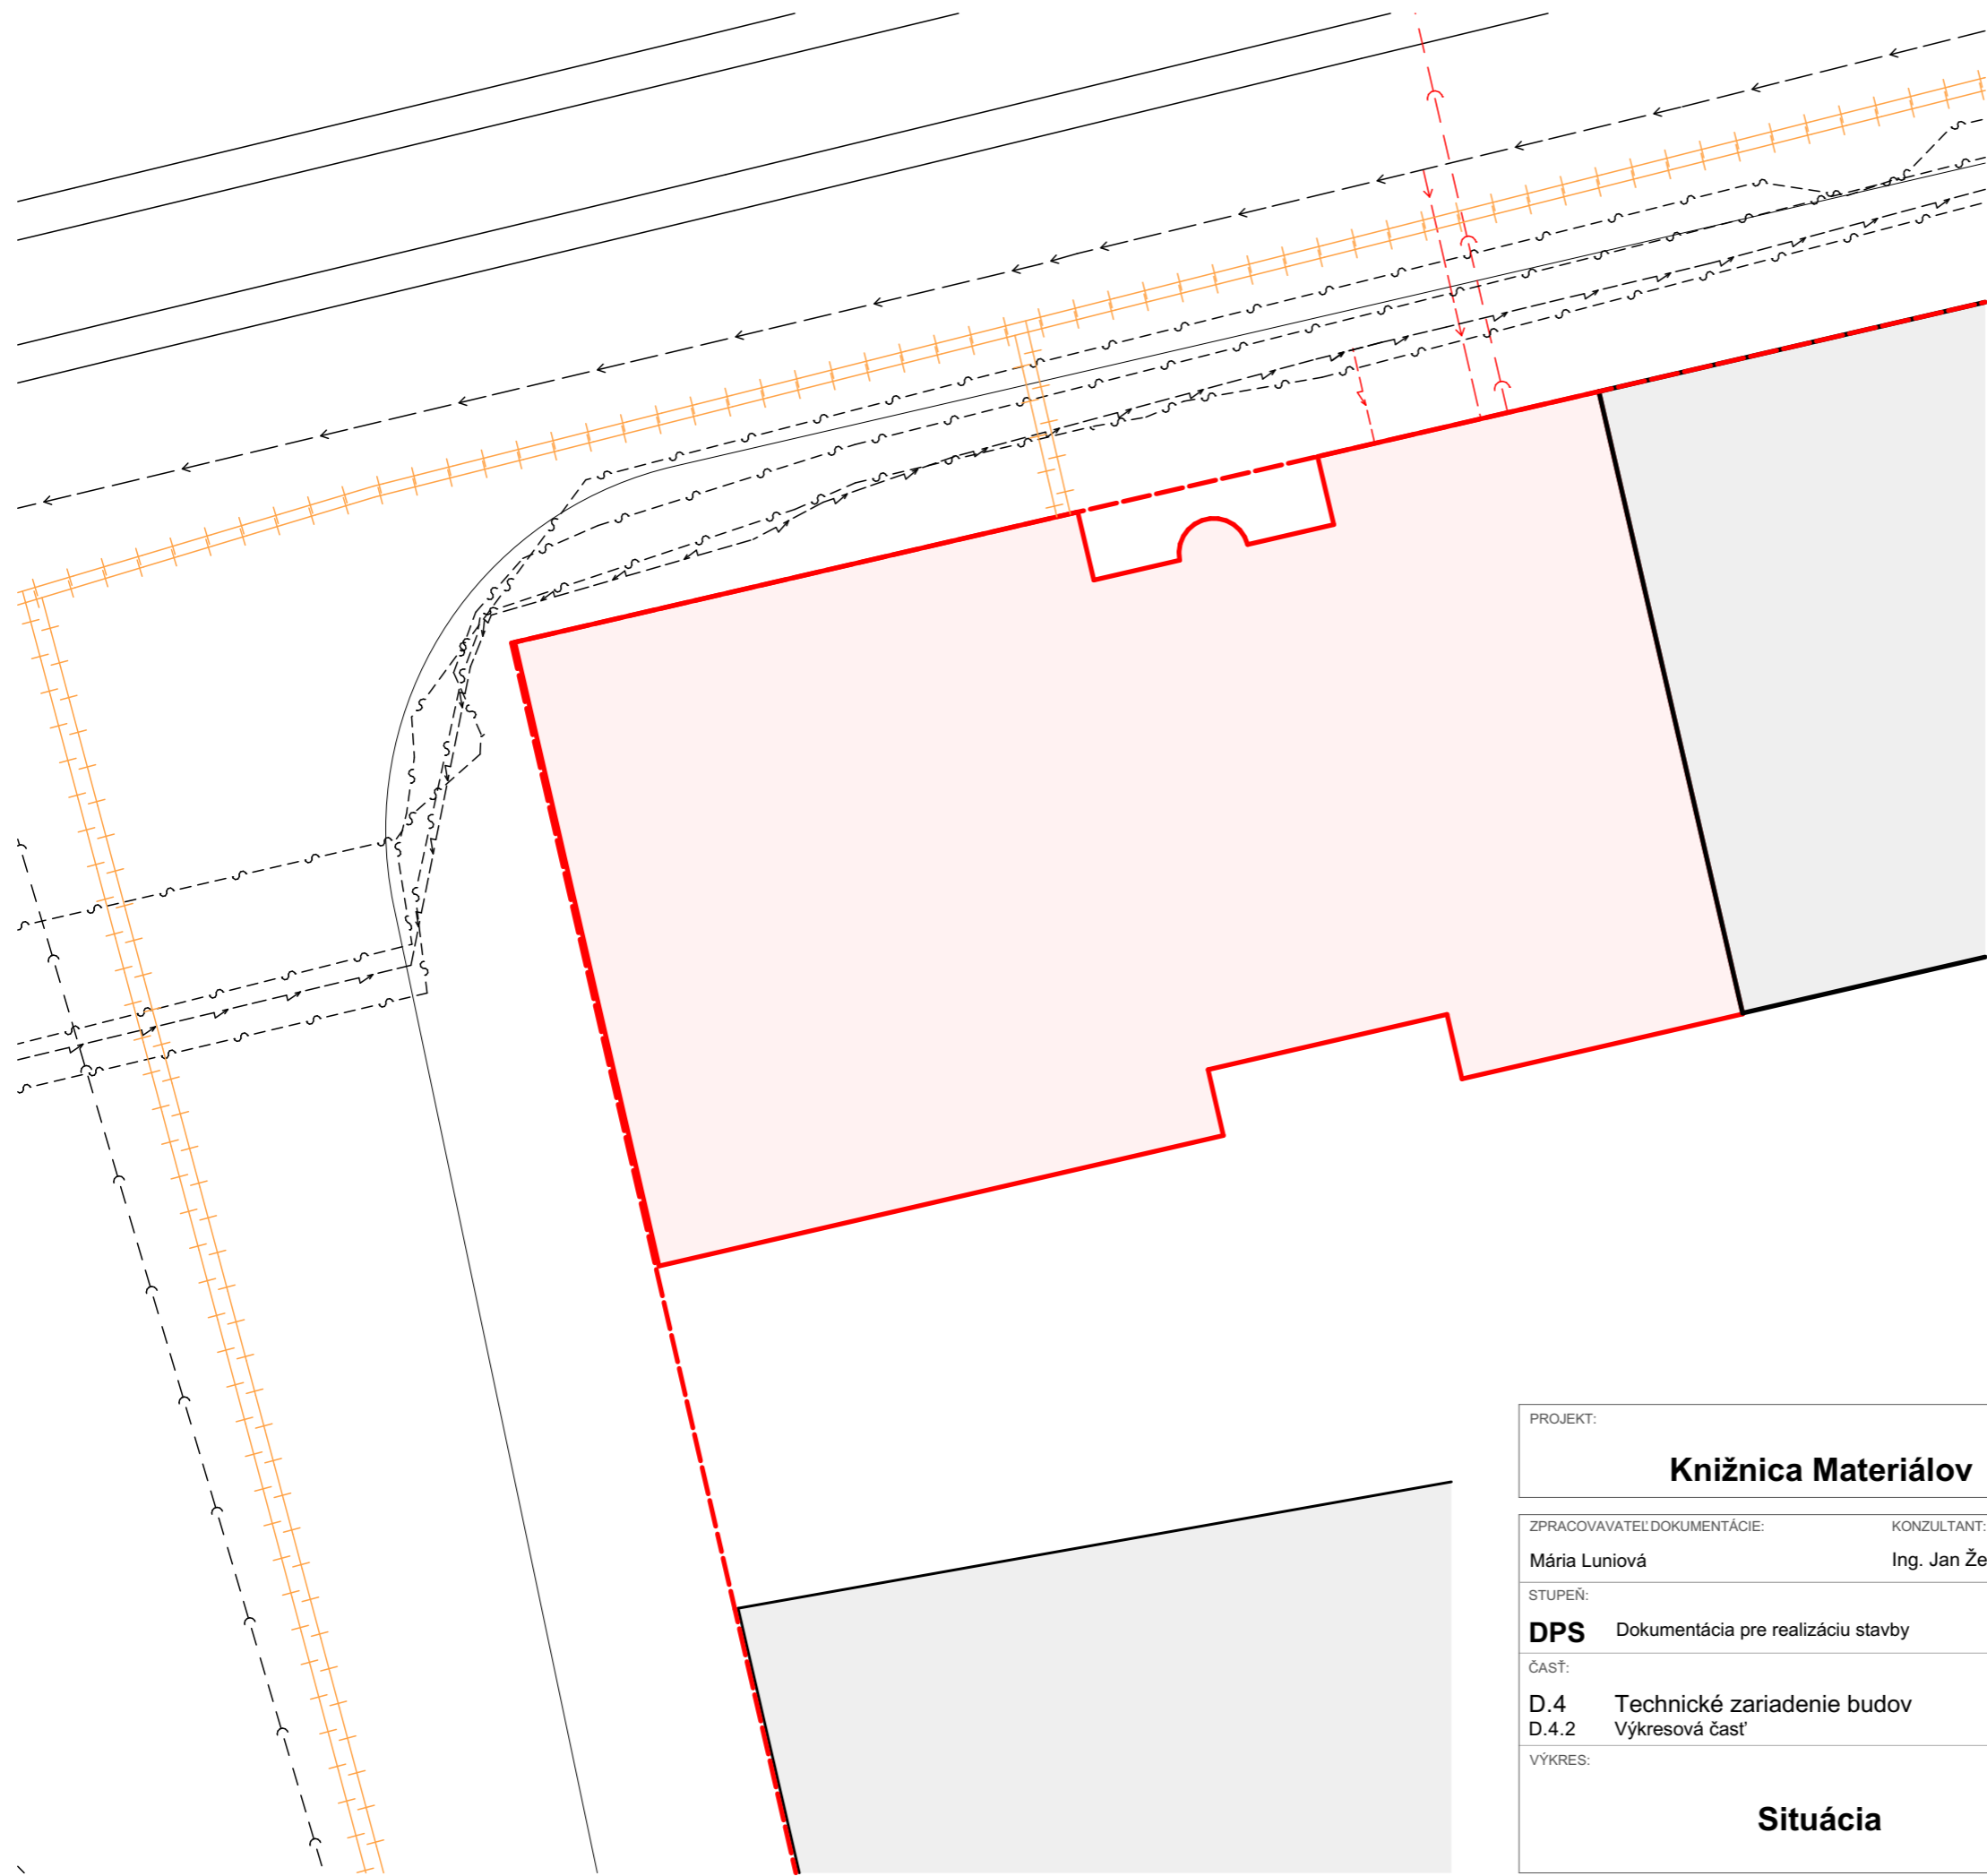 PROJEKT:
Knižnica Materiálov
ZPRACOVAVATEĽ DOKUMENTÁCIE: KONZULTANT:
Mária Luniová Ing. Jan
STUPEŇ:
DPS Dokumentácia pre realizáciu stavby
ČASŤ:
D.4 Technické zariadenie budov
D.4.2 Výkresová časť
VÝKRES:
Situácia